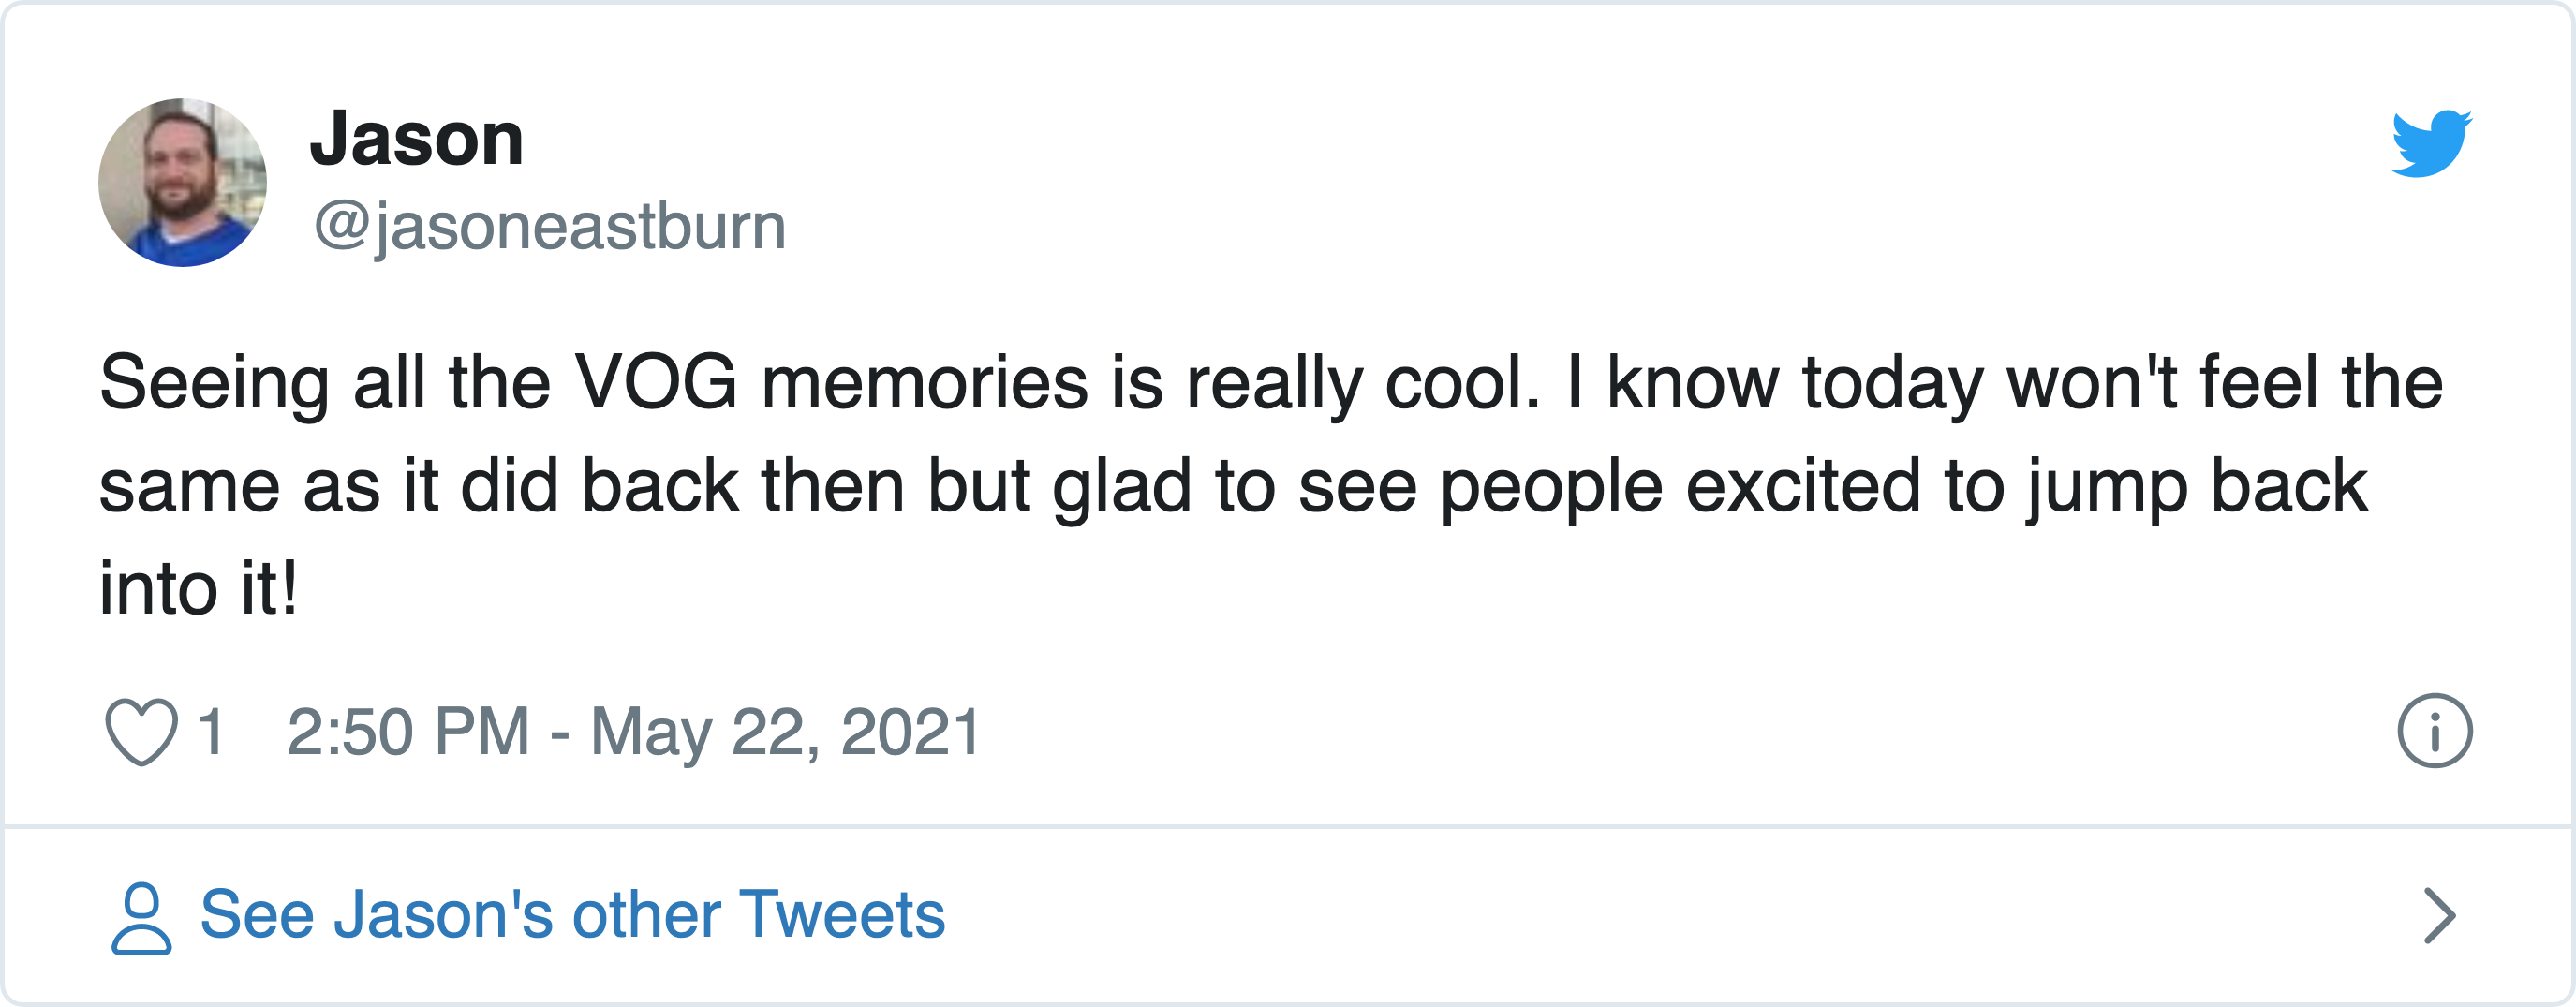 Jason
@jasoneastburn
Seeing all the VOG memories is really cool. I know today won't feel the
same as it did back then but glad to see people excited to jump back
into it!
1 2:50 PM - May 22, 2021
See Jason's other Tweets